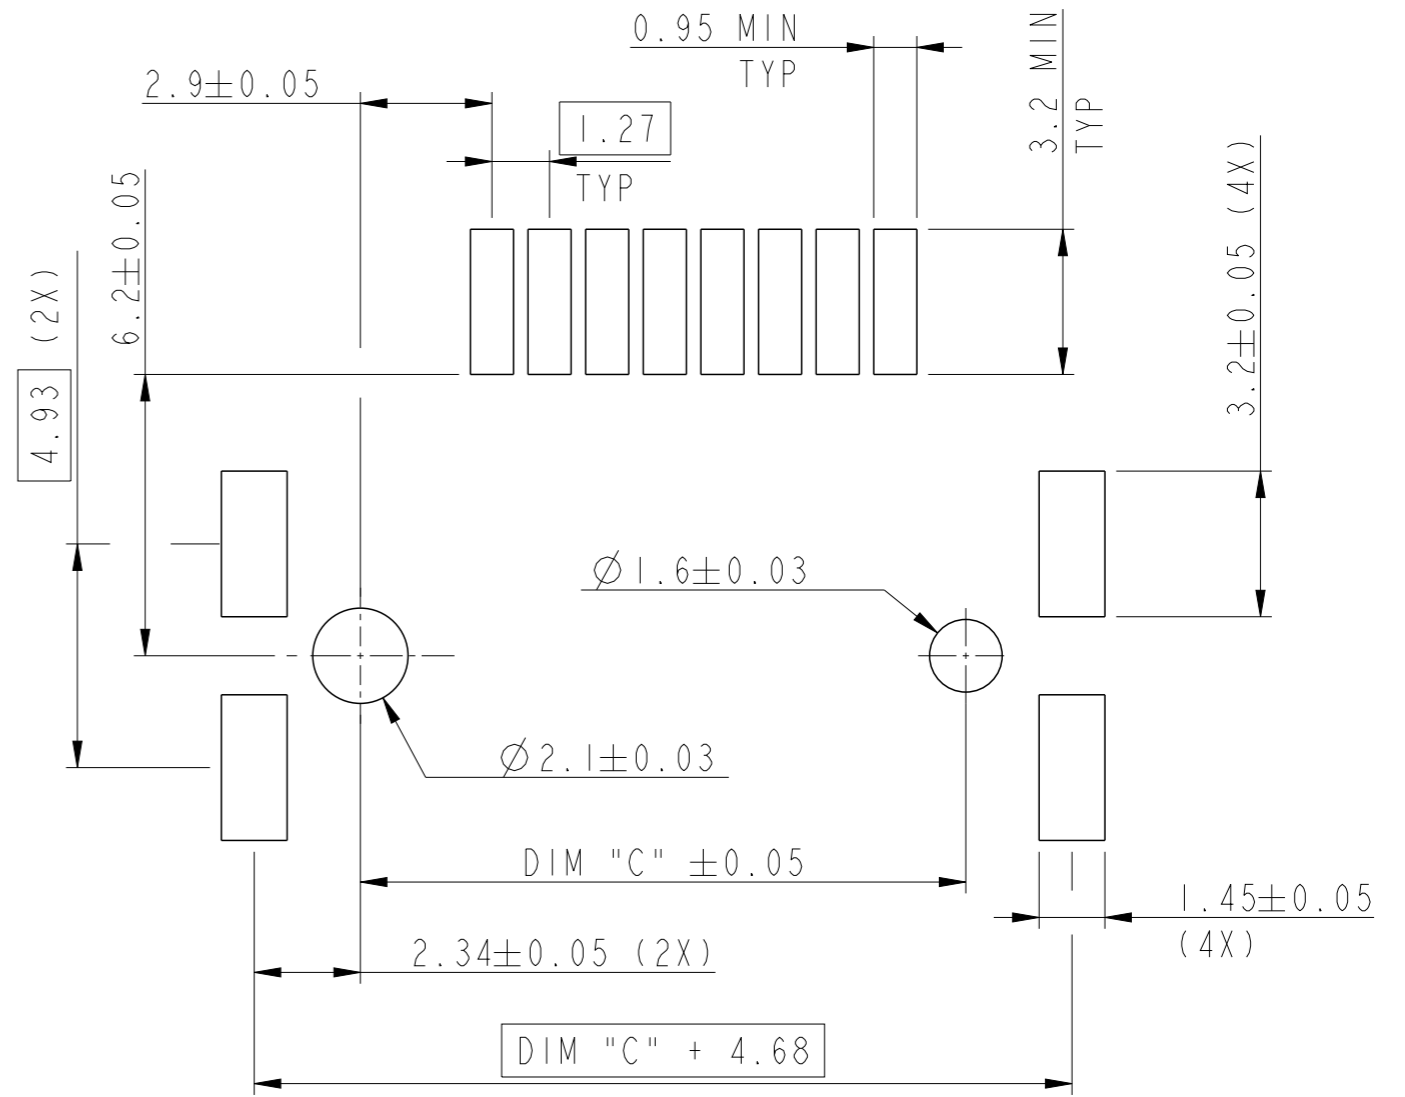 0.95 MIN
TYP
2.9±0.05
1.27
TYP
3.2 MIN
TYP
6.2±0.05
4.93 (2X)
3.2±0.05 (4X)
Ø1.6±0.03
Ø2.1±0.03
DIM "C" ±0.05
1.45±0.05
(4X)
2.34±0.05 (2X)
DIM "C" + 4.68